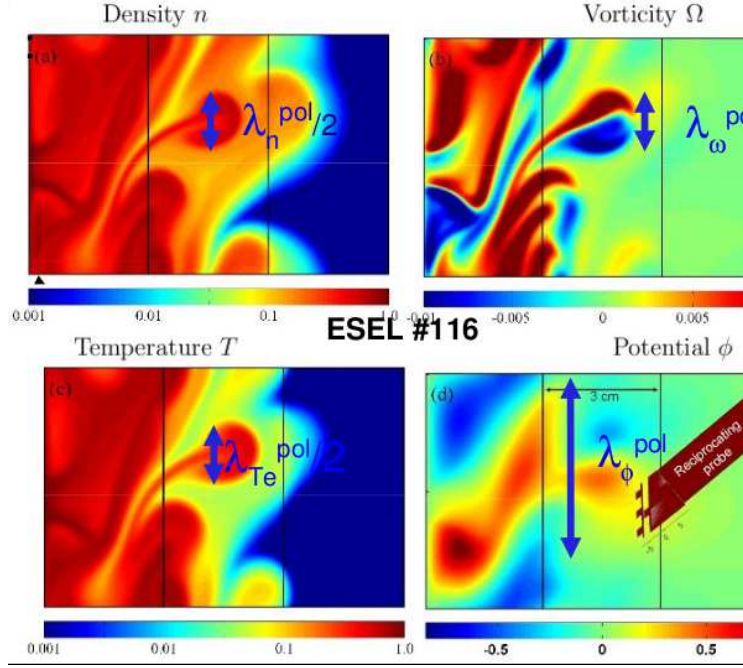 Density n
Vorticity Ω
(a)
λn pol/2
(b)
λω pol
0.001 0.01 0.1 1.0
-0.01 -0.005 0 0.005
ESEL #116
Temperature T
Potential ϕ
(c)
λTe pol/2
(d)
3 cm
λϕ pol
Reciprocating
probe
0.001 0.01 0.1 1.0
-0.5 0 0.5